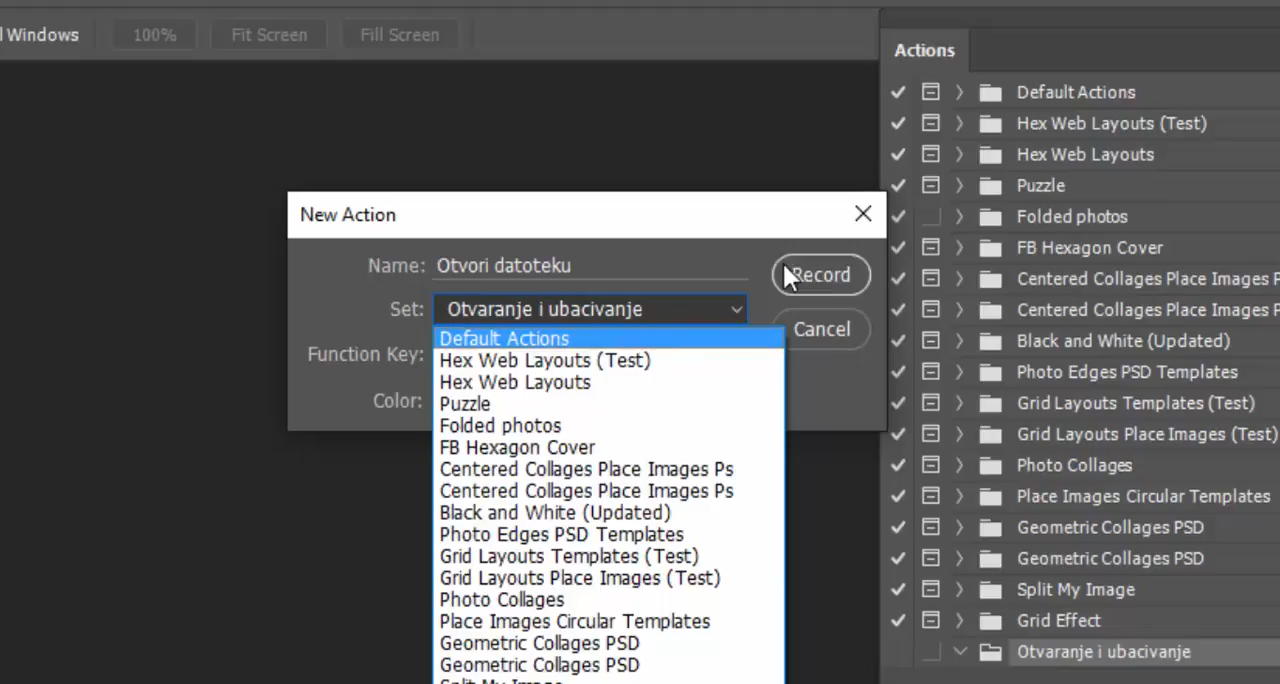 l Windows
100%
Fit Screen
Fill Screen
Actions
Default Actions
Hex Web Layouts (Test)
Hex Web Layouts
Puzzle
Folded photos
FB Hexagon Cover
Centered Collages Place Images P
Centered Collages Place Images P
Black and White (Updated)
Photo Edges PSD Templates
Grid Layouts Templates (Test)
Grid Layouts Place Images (Test)
Photo Collages
Place Images Circular Templates
Geometric Collages PSD
Geometric Collages PSD
Split My Image
Grid Effect
Otvaranje i ubacivanje
New Action
Name: Otvori datoteku
Record
Set: Otvaranje i ubacivanje
Cancel
Function Key:
Color:
Default Actions
Hex Web Layouts (Test)
Hex Web Layouts
Puzzle
Folded photos
FB Hexagon Cover
Centered Collages Place Images Ps
Centered Collages Place Images Ps
Black and White (Updated)
Photo Edges PSD Templates
Grid Layouts Templates (Test)
Grid Layouts Place Images (Test)
Photo Collages
Place Images Circular Templates
Geometric Collages PSD
Geometric Collages PSD
Split My Image